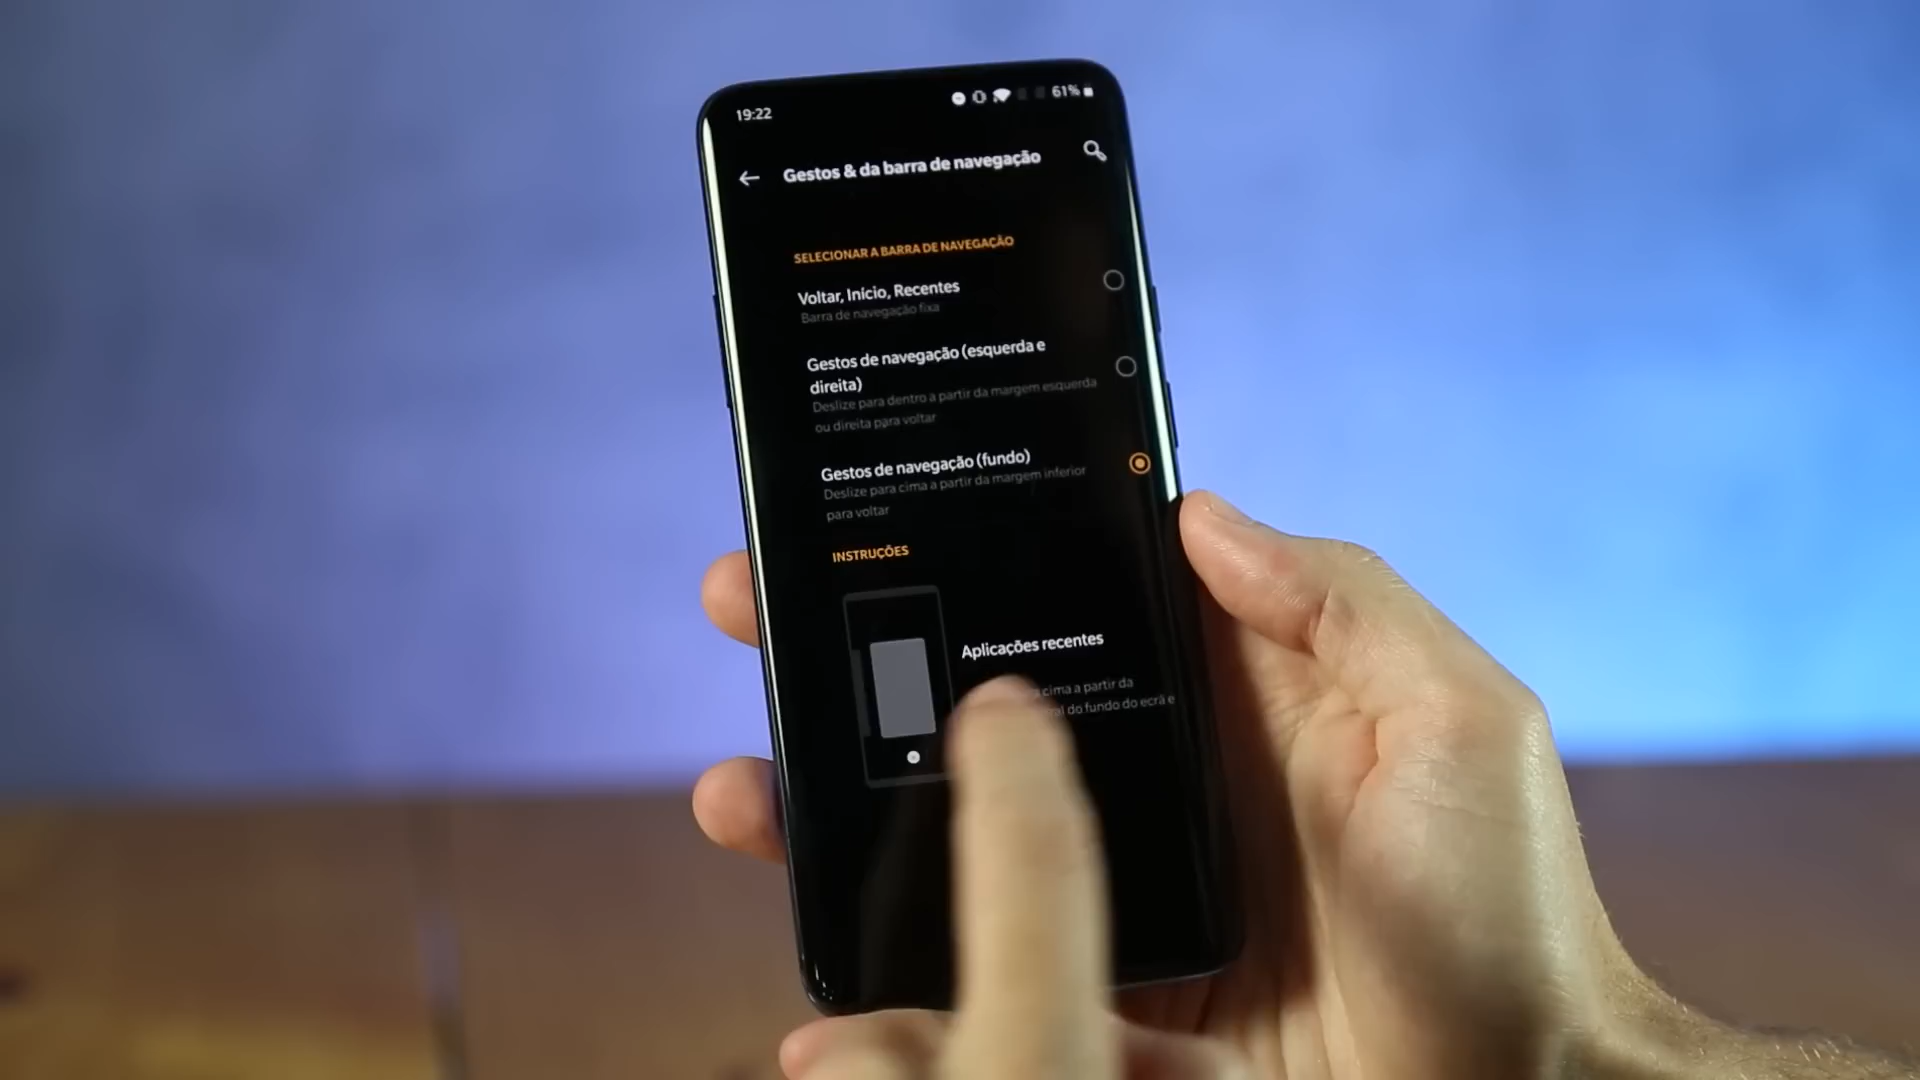 19:22
61%
Gestos & da barra de navegação
SELECIONAR A BARRA DE NAVEGAÇÃO
Voltar, Início, Recentes
Barra de navegação fixa
Gestos de navegação (esquerda e
direita)
Deslize para dentro a partir da margem esquerda
ou direita para voltar
Gestos de navegação (fundo)
Deslize para cima a partir da margem inferior
para voltar
INSTRUÇÕES
Aplicações recentes
cima a partir da
do fundo do ecrã e